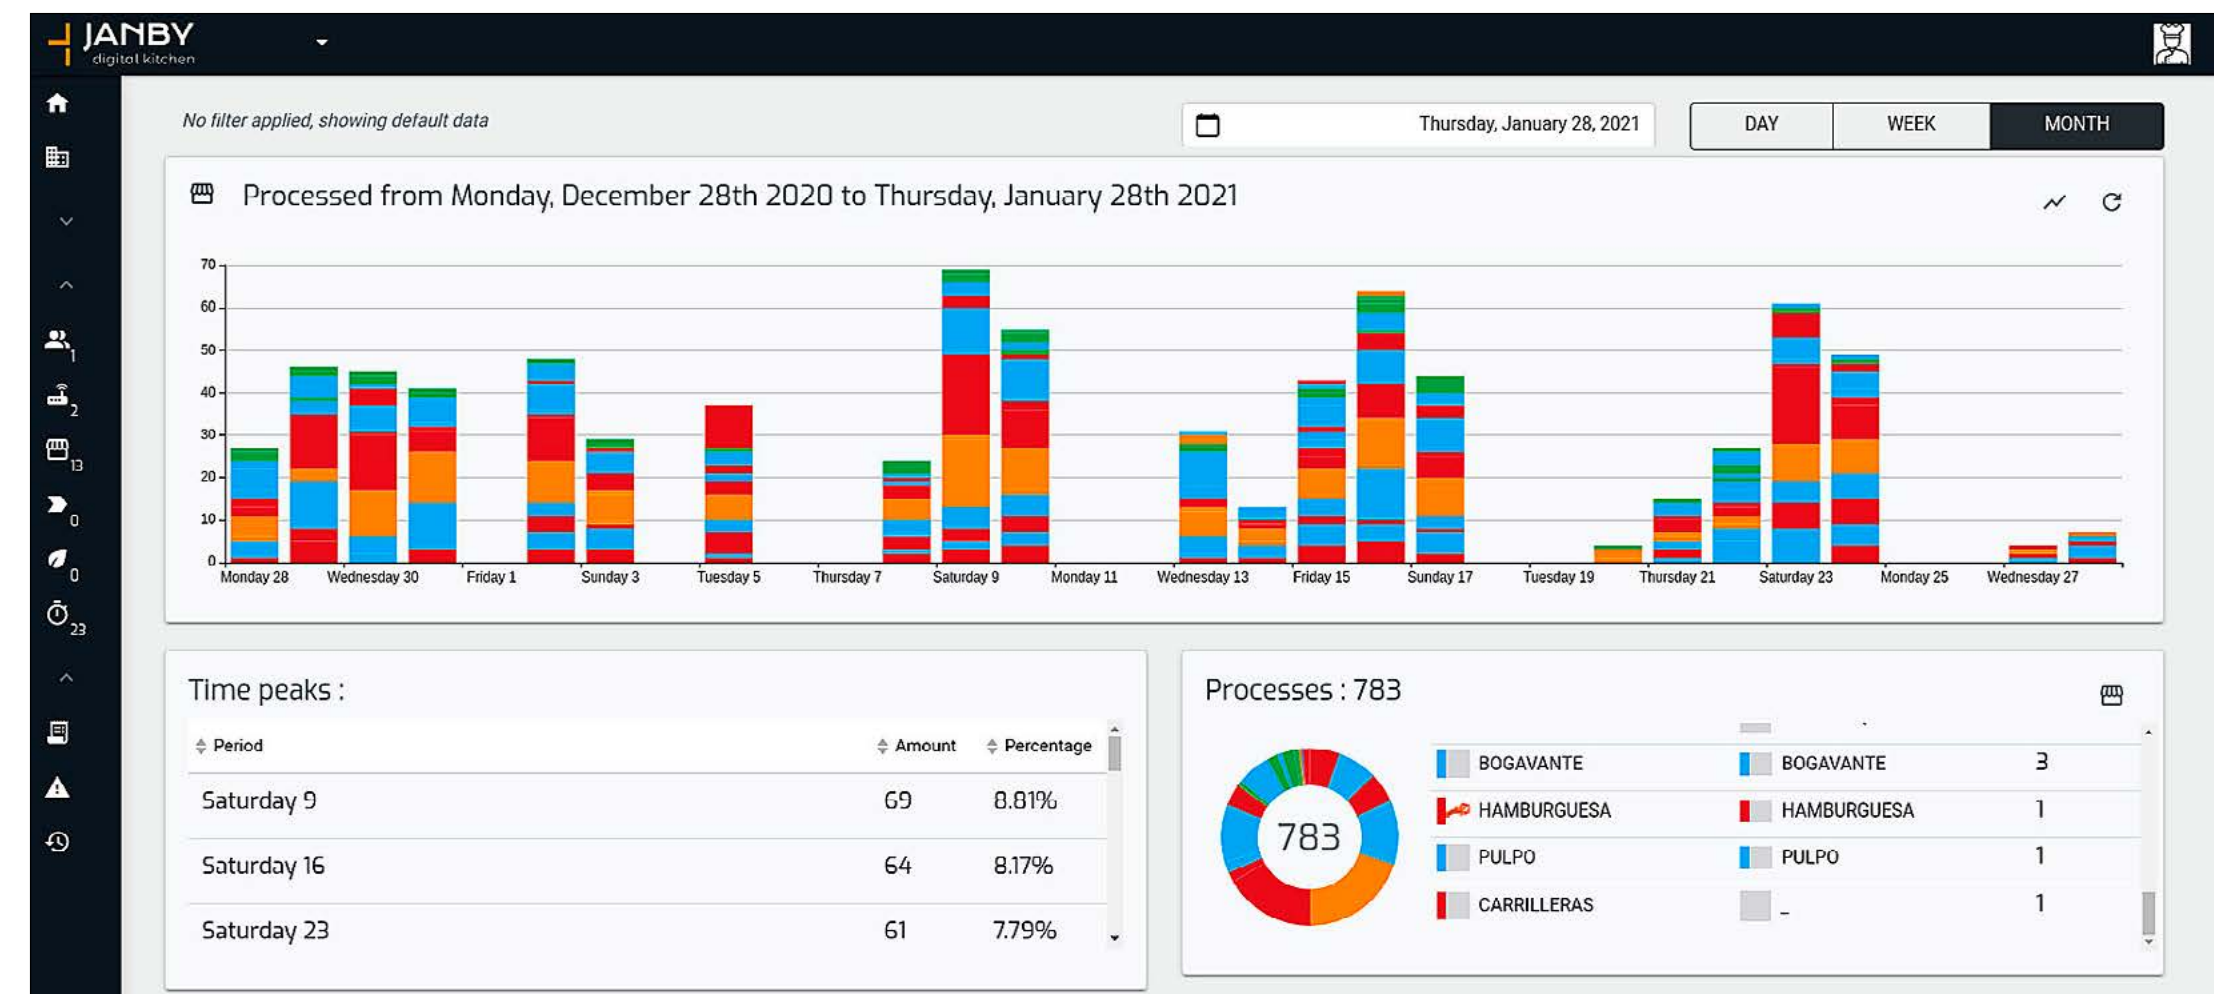 JANBY
digital kitchen
No filter applied, showing default data
Thursday, January 28, 2021
DAY
WEEK
MONTH
Processed from Monday, December 28th 2020 to Thursday, January 28th 2021
70
60
50
40
30
20
10
0
Monday 28 Wednesday 30 Friday 1 Sunday 3 Tuesday 5 Thursday 7 Saturday 9 Monday 11 Wednesday 13 Friday 15 Sunday 17 Tuesday 19 Thursday 21 Saturday 23 Monday 25 Wednesday 27
1
2
13
0
0
23
Time peaks :
Period Amount Percentage
Saturday 9 69 8.81%
Saturday 16 64 8.17%
Saturday 23 61 7.79%
Processes : 783
783
BOGAVANTE BOGAVANTE 3
HAMBURGUESA HAMBURGUESA 1
PULPO PULPO 1
CARRILLERAS _ 1